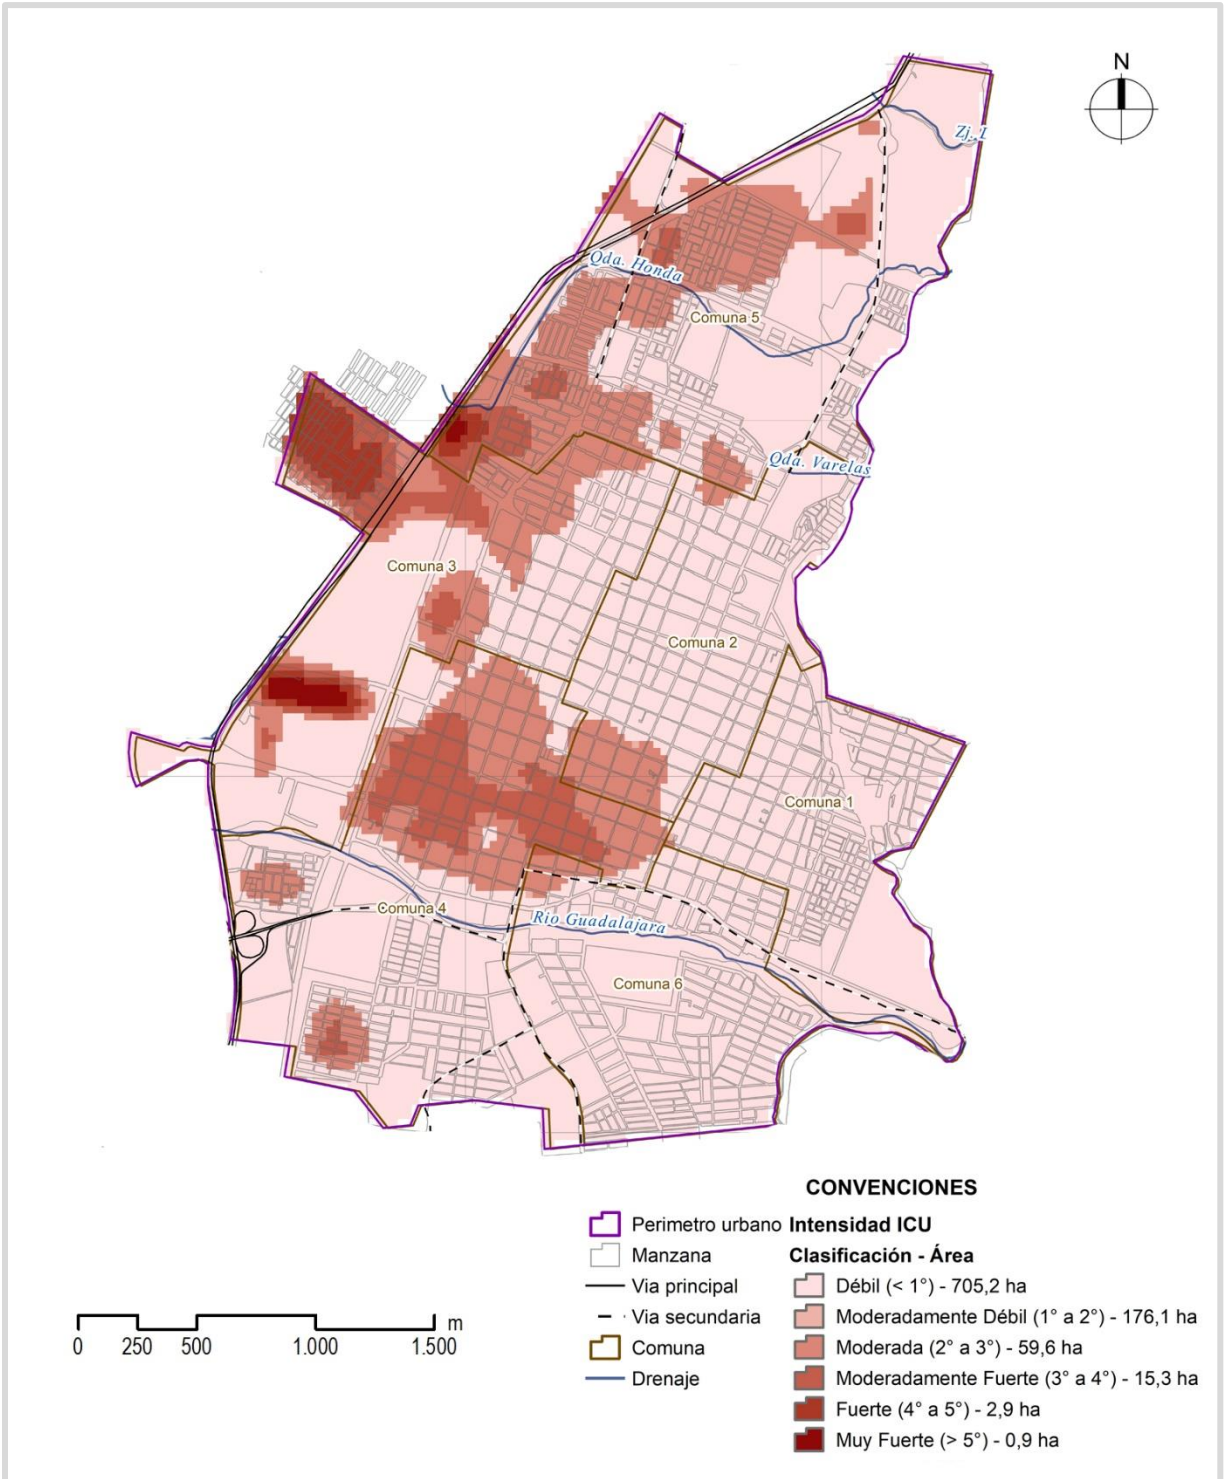 N
Zj. I
Qda. Honda
Comuna 5
Qda. Varelas
Comuna 3
Comuna 2
Comuna 1
Comuna 4
Rio Guadalajara
Comuna 6
CONVENCIONES
Perimetro urbano
Manzana
Via principal
Via secundaria
Comuna
Drenaje
Intensidad ICU
Clasificación - Área
Débil (< 1°) - 705,2 ha
Moderadamente Débil (1° a 2°) - 176,1 ha
Moderada (2° a 3°) - 59,6 ha
Moderadamente Fuerte (3° a 4°) - 15,3 ha
Fuerte (4° a 5°) - 2,9 ha
Muy Fuerte (> 5°) - 0,9 ha
0 250 500 1.000 1.500 m